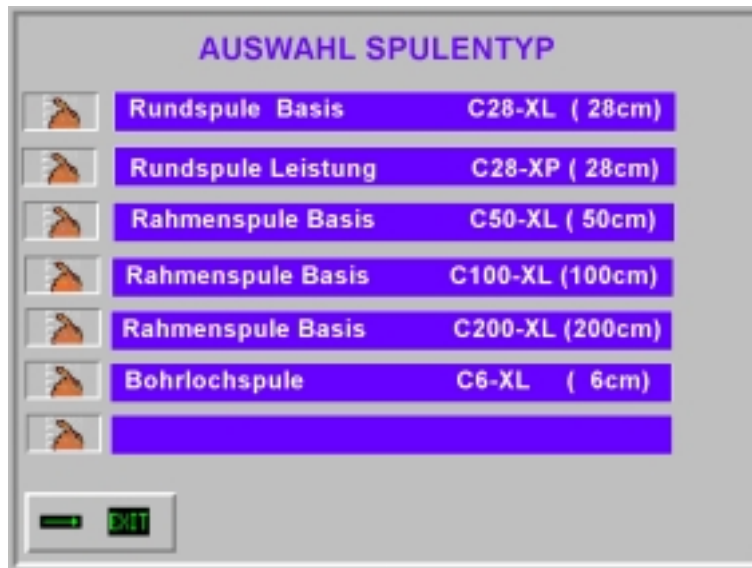 AUSWAHL SPULENTYP
Rundspule Basis C28-XL ( 28cm)
Rundspule Leistung C28-XP ( 28cm)
Rahmenspule Basis C50-XL ( 50cm)
Rahmenspule Basis C100-XL (100cm)
Rahmenspule Basis C200-XL (200cm)
Bohrlochspule C6-XL ( 6cm)
EXIT